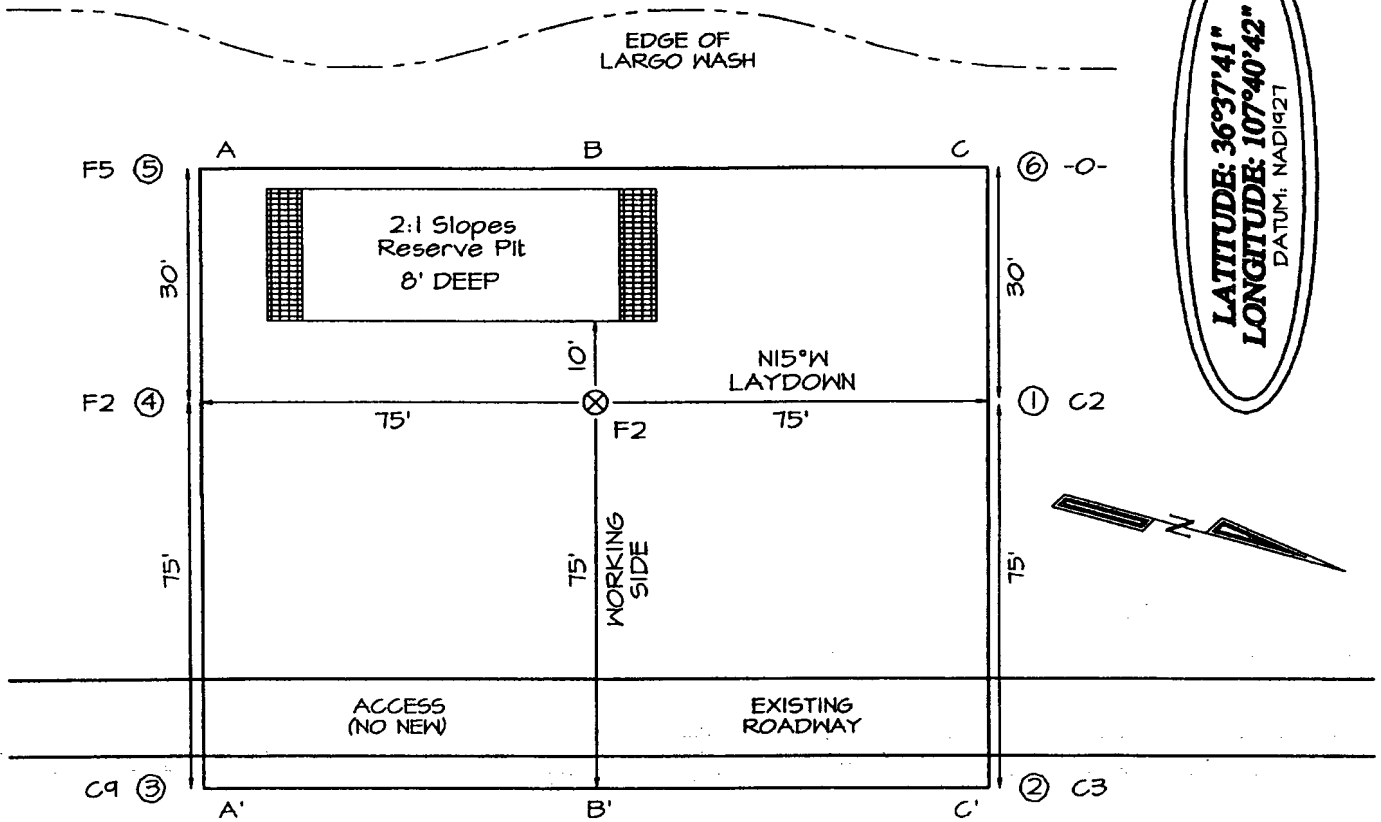 EDGE OF
LARGO WASH
LATITUDE: 36°37'41"
LONGITUDE: 107°40'42"
DATUM: NAD1927
A
B
C
F5 ⑤
⑥ -0-
2:1 Slopes
Reserve Pit
8' DEEP
30'
30'
10'
N15°W
LAYDOWN
F2 ④
① C2
75'
75'
F2
N
75'
75'
WORKING
SIDE
75'
ACCESS
(NO NEW)
EXISTING
ROADWAY
C9 ③
② C3
A'
B'
C'